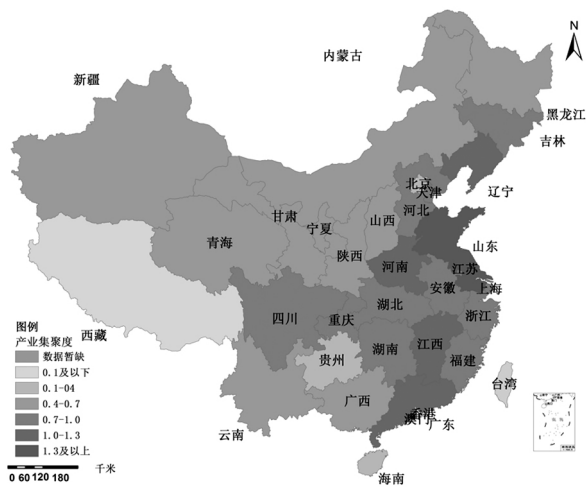 N
内蒙古
新疆
黑龙江
吉林
北京
天津
辽宁
甘肃
宁夏
山西
河北
青海
山东
陕西
河南
江苏
安徽
上海
四川
重庆
湖北
浙江
西藏
贵州
湖南
江西
福建
台湾
广西
香港
澳门
广东
云南
海南
图例
产业集聚度
数据暂缺
0.1及以下
0.1-04
0.4-0.7
0.7-1.0
1.0-1.3
1.3及以上
千米
0 60 120 180